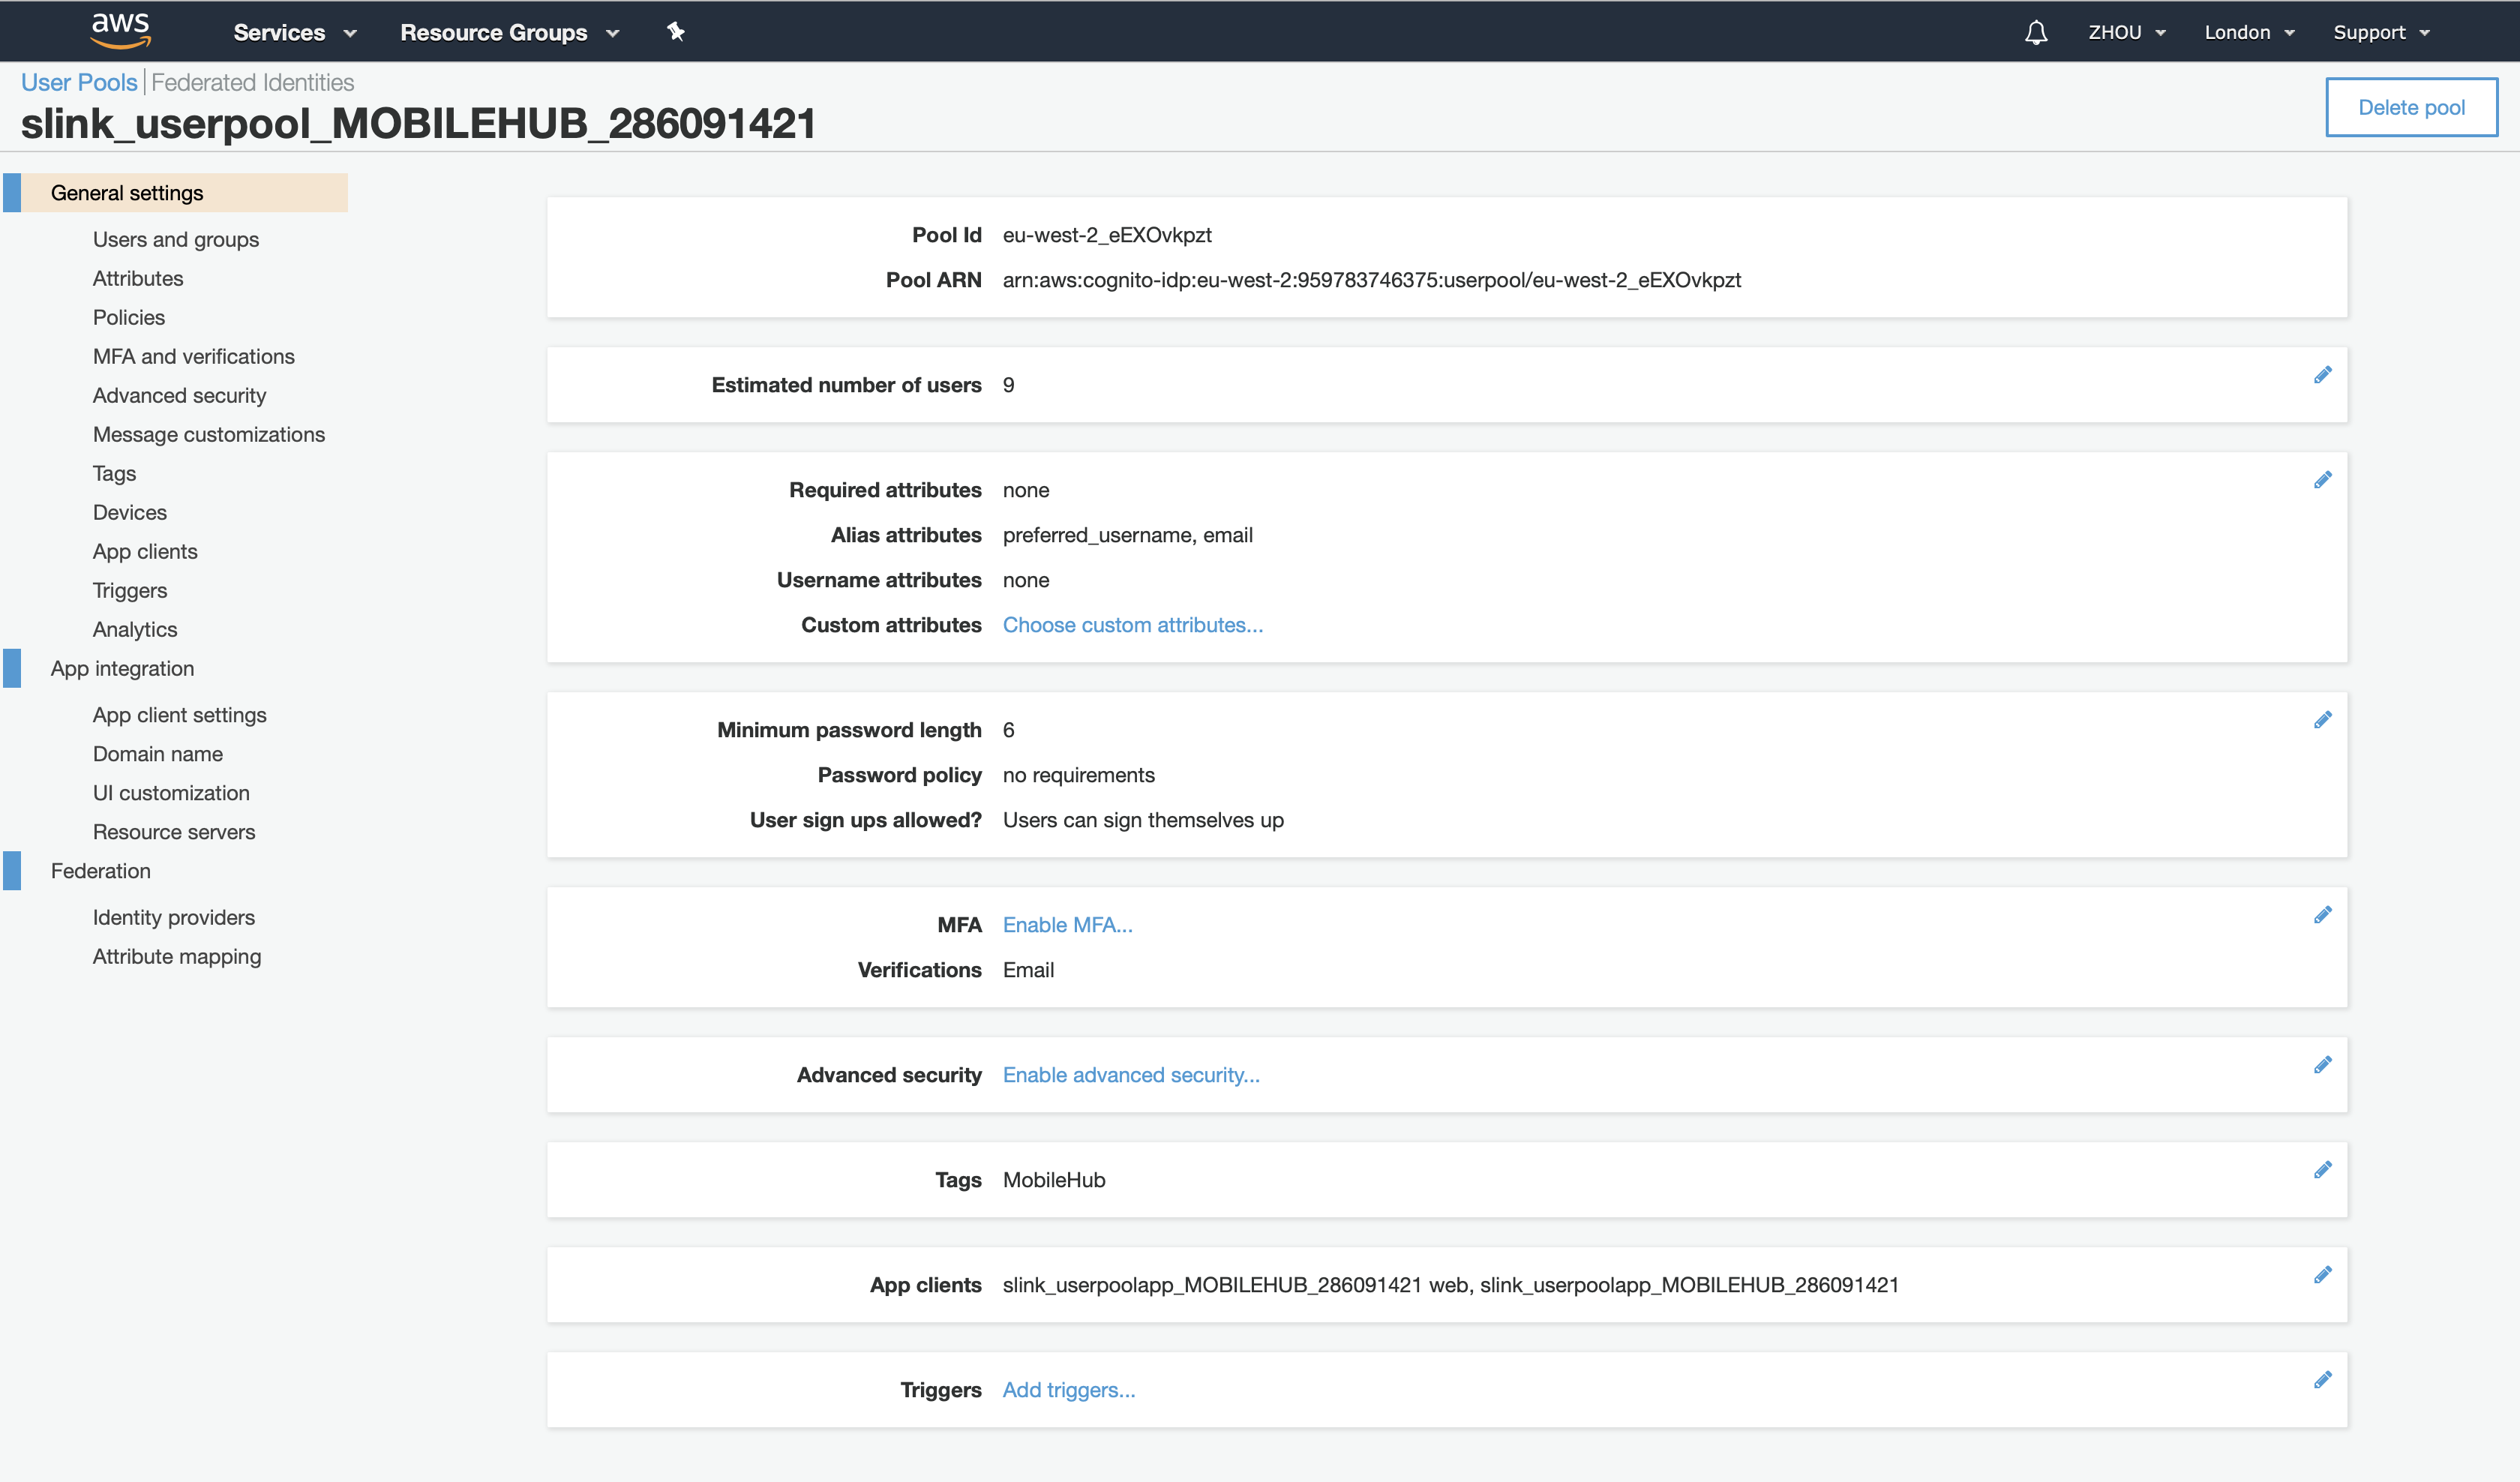 aws Services Resource Groups ZHOU London Support
User Pools Federated Identities
slink_userpool_MOBILEHUB_286091421
Delete pool
General settings
Users and groups
Attributes
Policies
MFA and verifications
Advanced security
Message customizations
Tags
Devices
App clients
Triggers
Analytics
App integration
App client settings
Domain name
UI customization
Resource servers
Federation
Identity providers
Attribute mapping
Pool Id eu-west-2_eEXOvkpzt
Pool ARN arn:aws:cognito-idp:eu-west-2:959783746375:userpool/eu-west-2_eEXOvkpzt
Estimated number of users 9
Required attributes none
Alias attributes preferred_username, email
Username attributes none
Custom attributes Choose custom attributes...
Minimum password length 6
Password policy no requirements
User sign ups allowed? Users can sign themselves up
MFA Enable MFA...
Verifications Email
Advanced security Enable advanced security...
Tags MobileHub
App clients slink_userpoolapp_MOBILEHUB_286091421 web, slink_userpoolapp_MOBILEHUB_286091421
Triggers Add triggers...